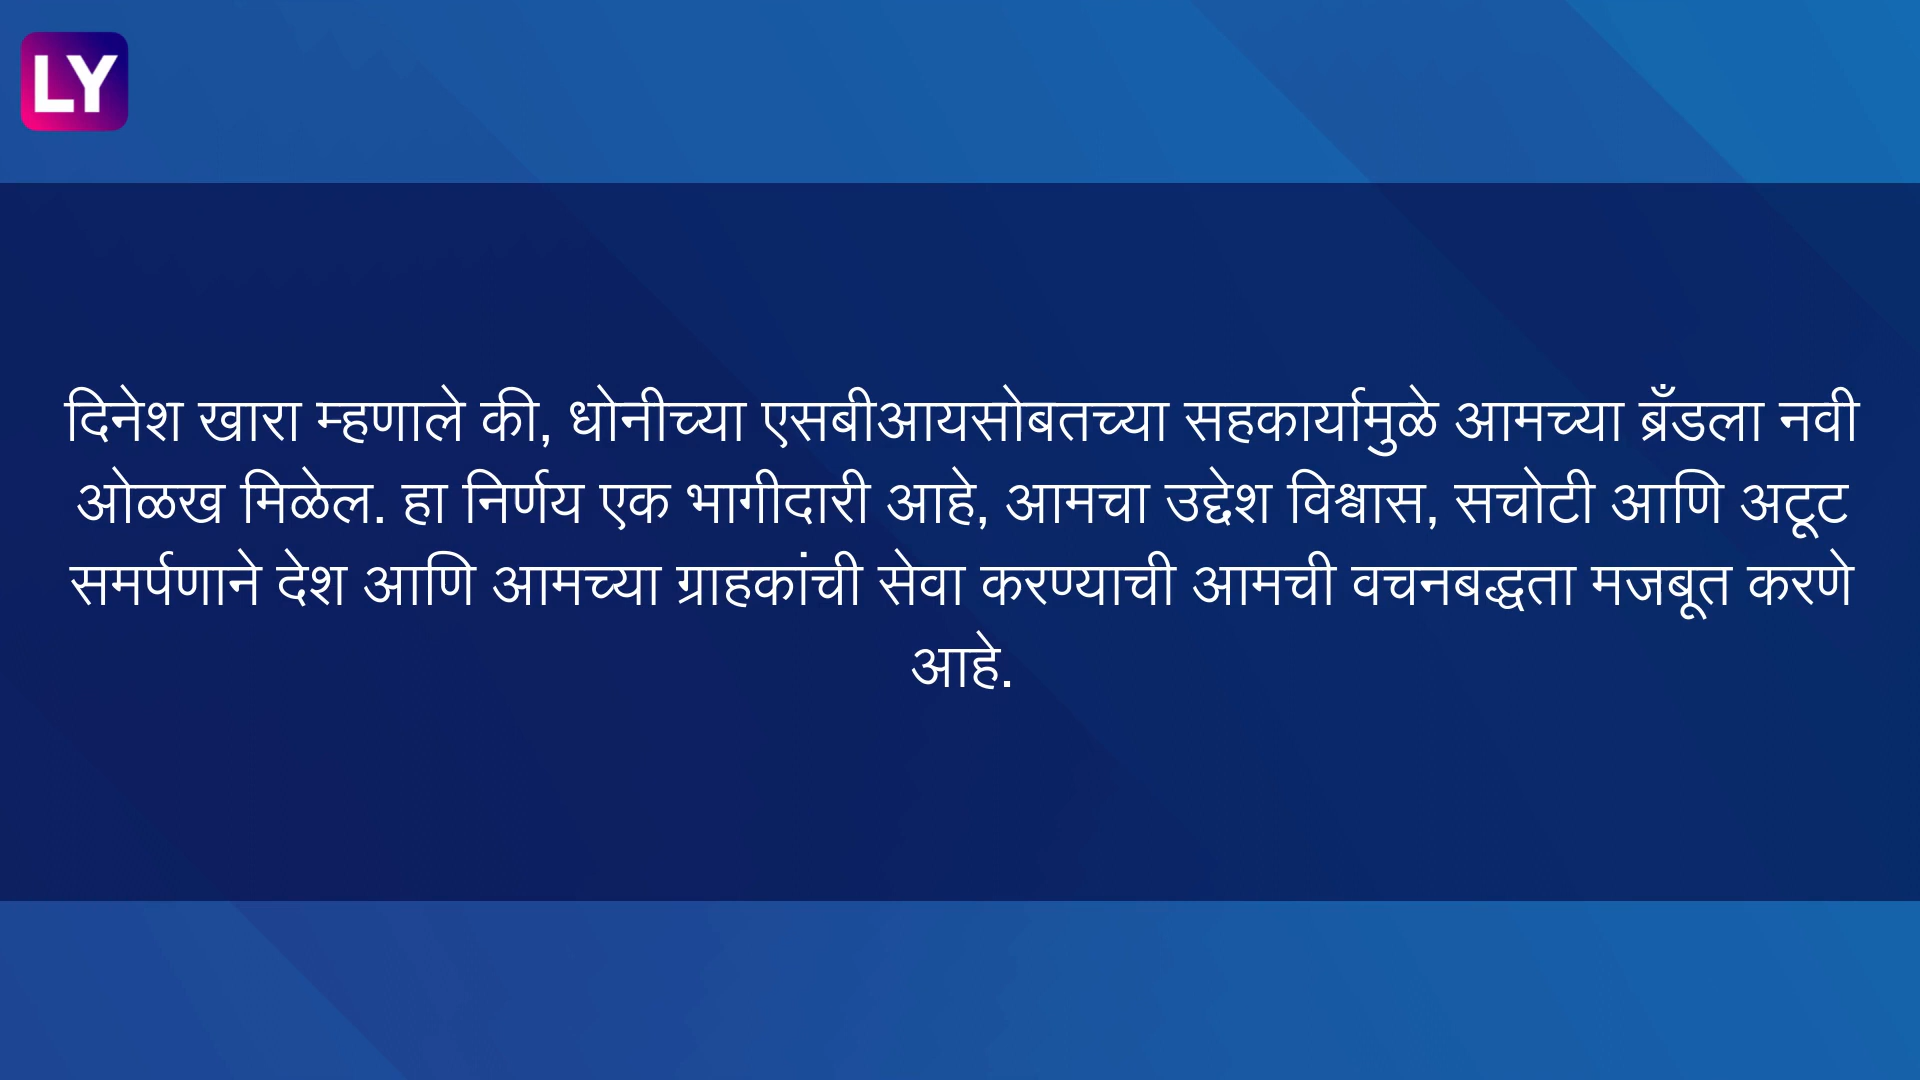 LY
दिनेश खारा म्हणाले की, धोनीच्या एसबीआयसोबतच्या सहकार्यामुळे आमच्या ब्रँडला नवी
ओळख मिळेल. हा निर्णय एक भागीदारी आहे, आमचा उद्देश विश्वास, सचोटी आणि अटूट
समर्पणाने देश आणि आमच्या ग्राहकांची सेवा करण्याची आमची वचनबद्धता मजबूत करणे
आहे.